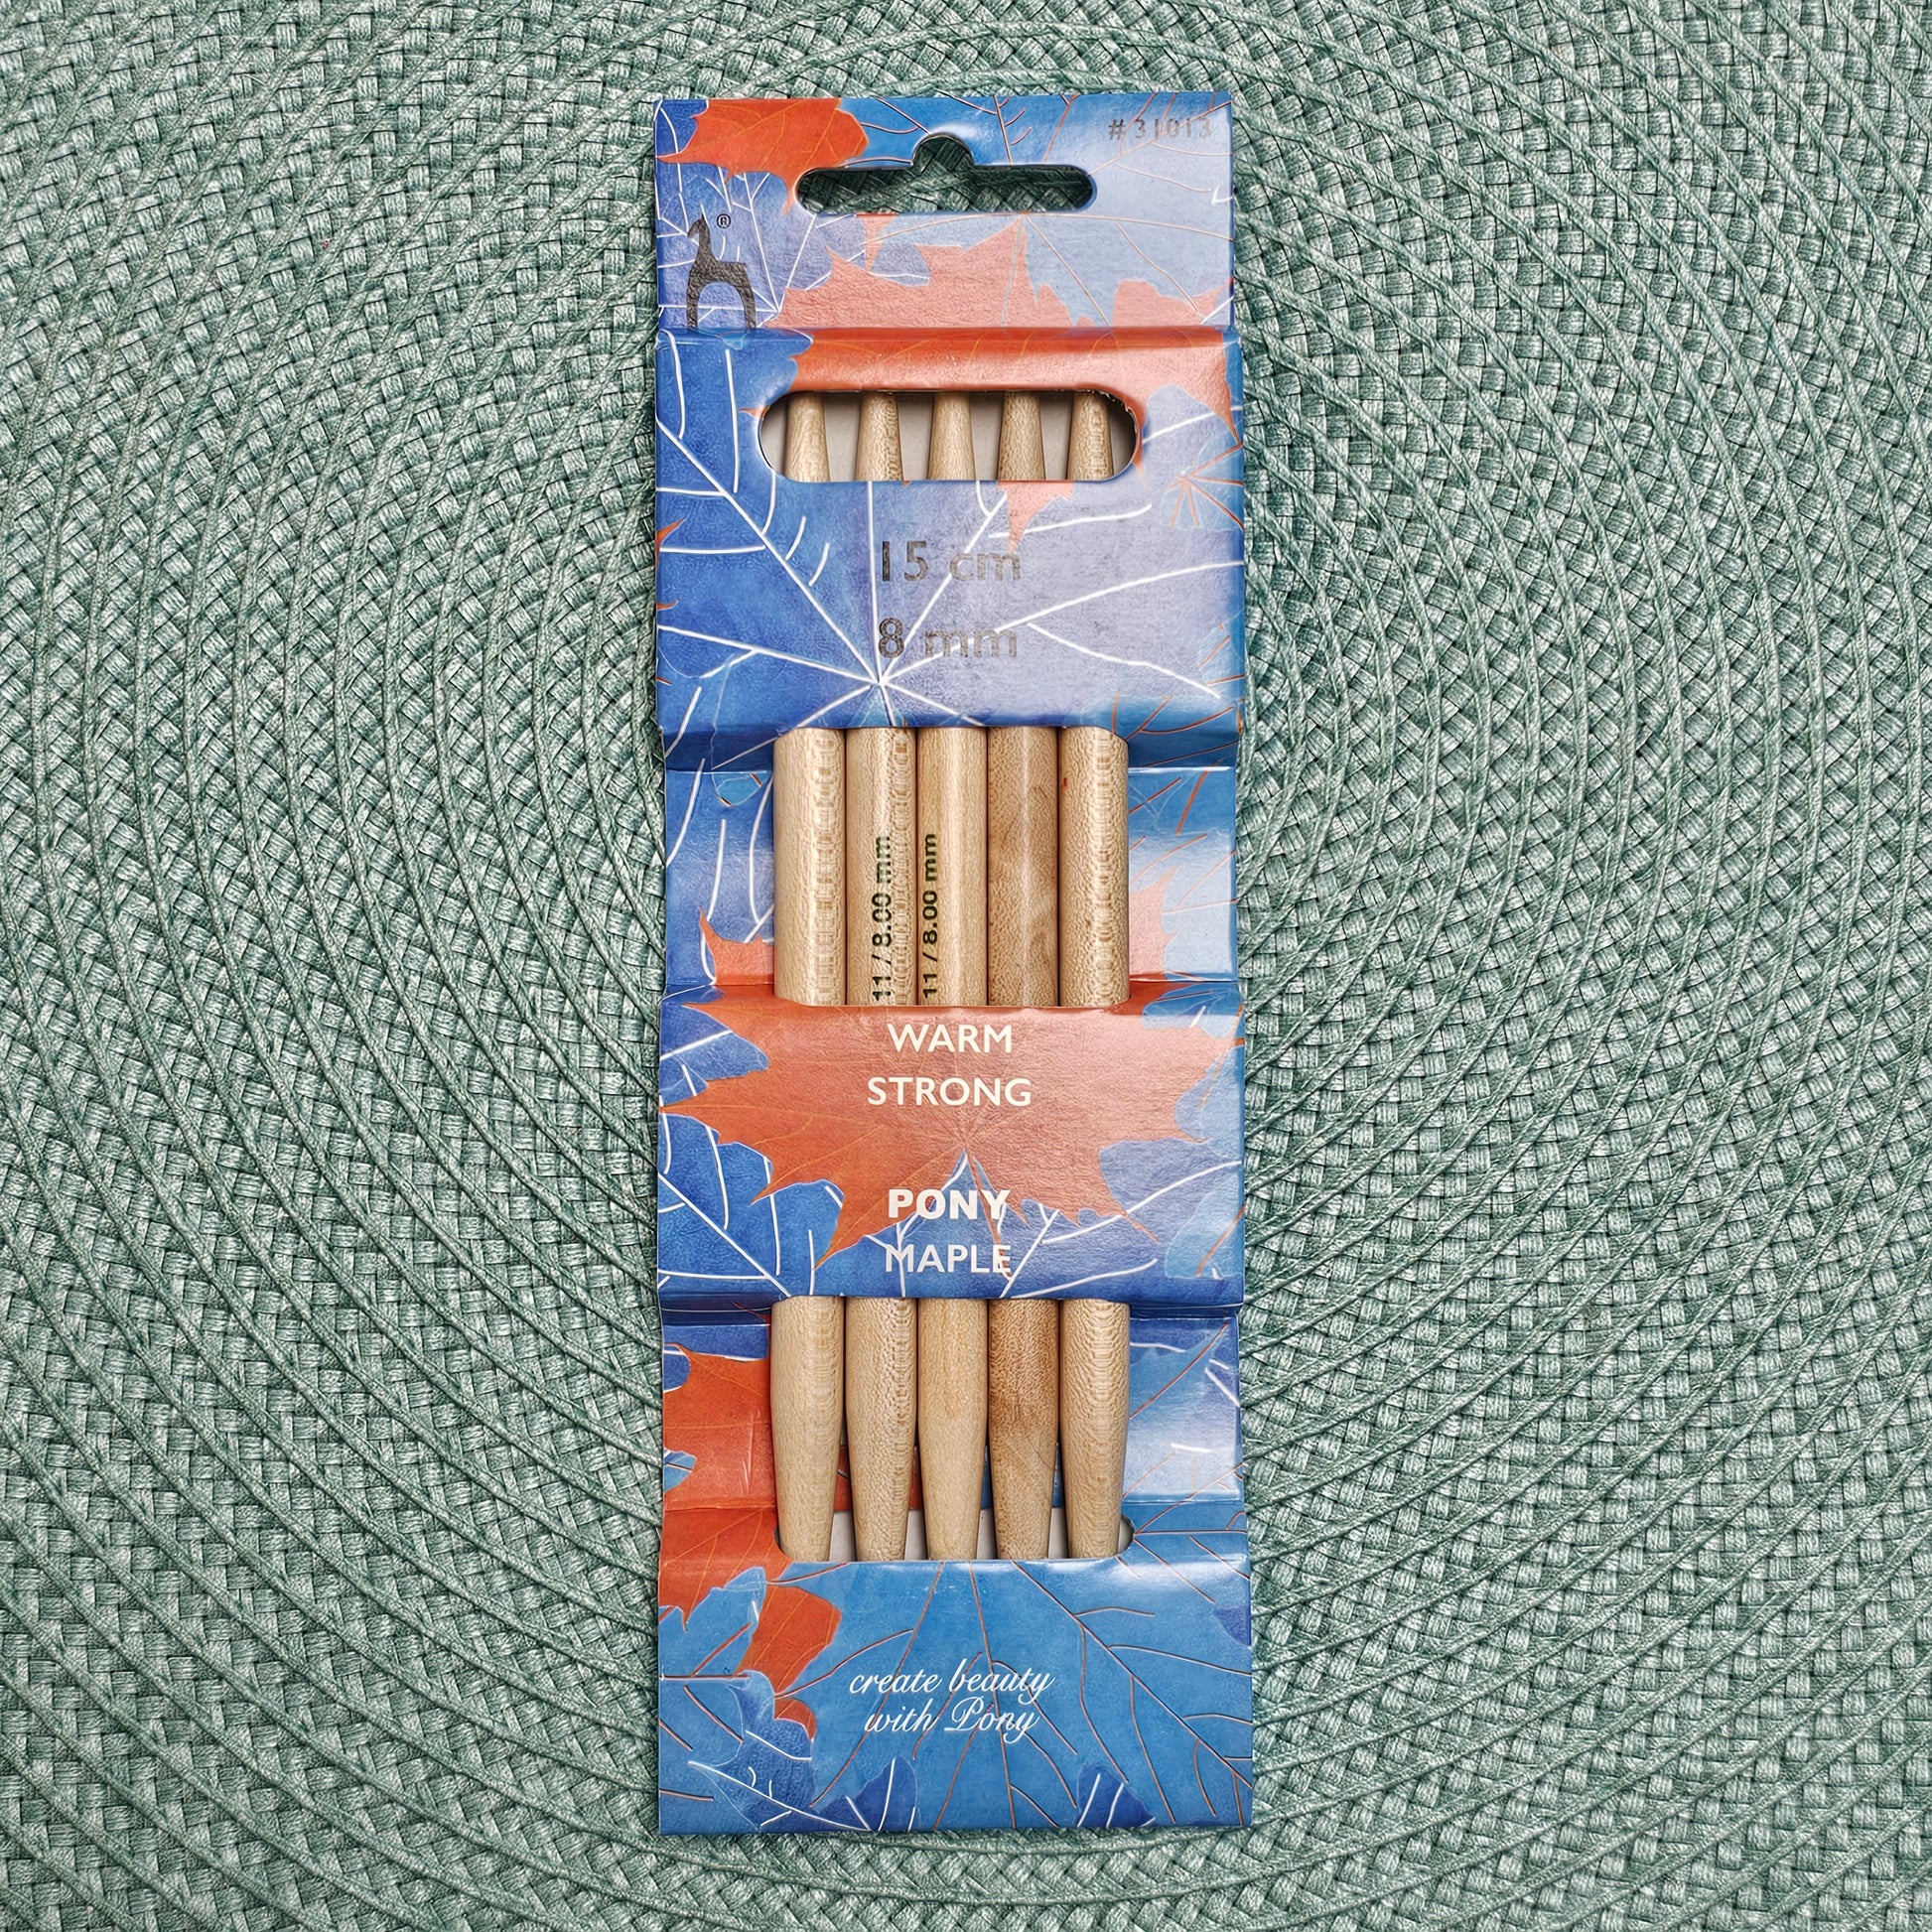 #31013
®
15 cm
8 mm
11 / 8.00 mm
11 / 8.00 mm
WARM
STRONG
PONY
MAPLE
create beauty
with Pony